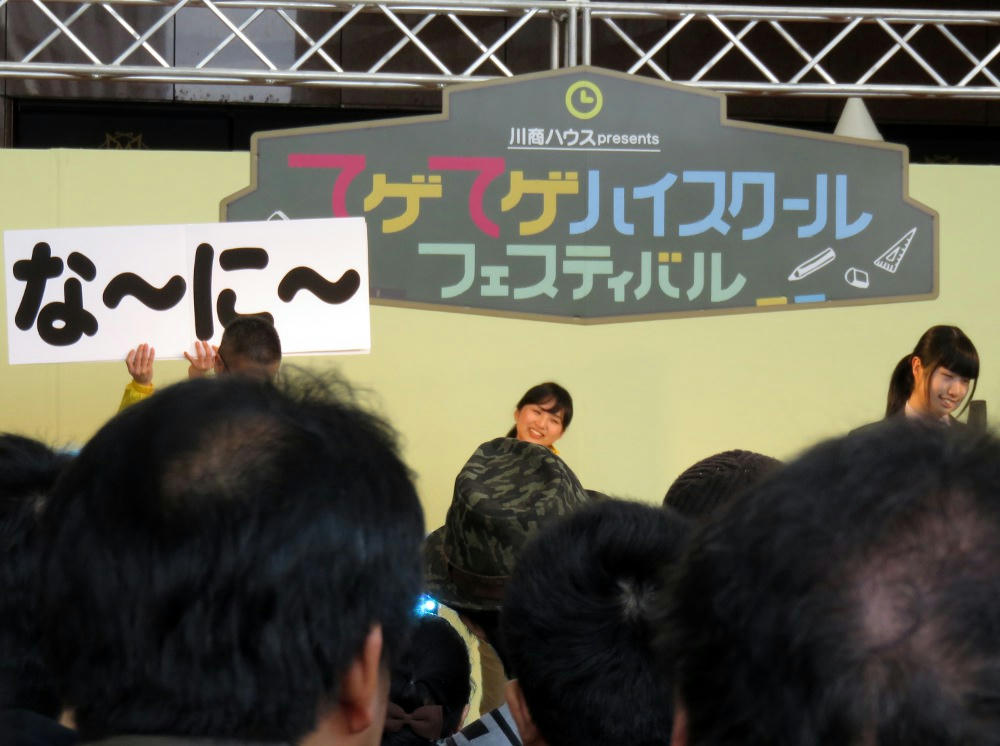 川商ハウスpresents
てゲてゲハイスクール
フェスティバル
な〜に〜